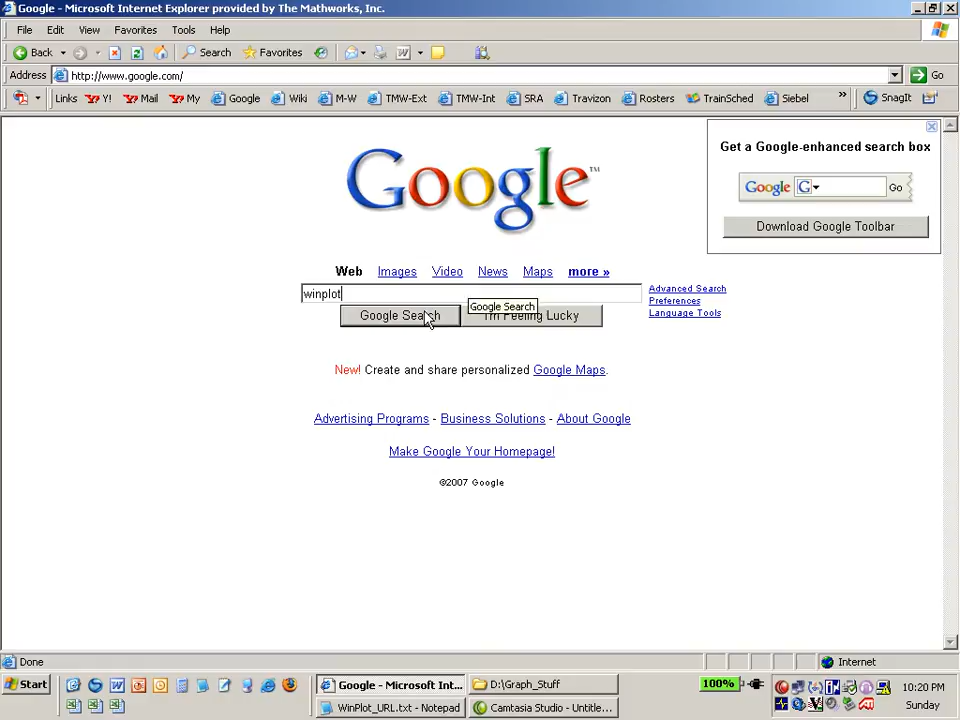 Google - Microsoft Internet Explorer provided by The Mathworks, Inc.
File Edit View Favorites Tools Help
Back Search Favorites
Address http://www.google.com/ Go
Links Y! Mail My Google Wiki M-W TMW-Ext TMW-Int SRA Travizon Rosters TrainSched Siebel » SnagIt
Get a Google-enhanced search box
Google G Go
Download Google Toolbar
Google™
Web Images Video News Maps more »
winplot
Advanced Search
Preferences
Language Tools
Google Search I'm Feeling Lucky
Google Search
New! Create and share personalized Google Maps.
Advertising Programs - Business Solutions - About Google
Make Google Your Homepage!
©2007 Google
Done Internet
Start Google - Microsoft Int... D:\Graph_Stuff 100% 10:20 PM
WinPlot_URL.txt - Notepad Camtasia Studio - Untitle... Sunday